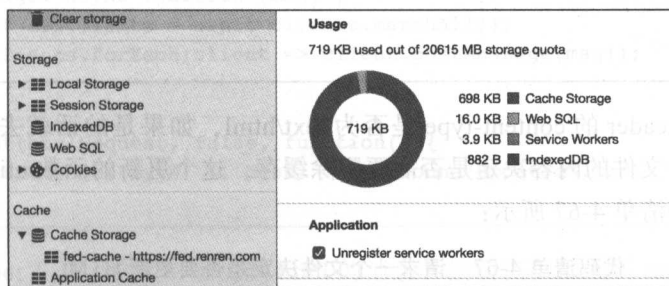 Clear storage
Storage
Local Storage
Session Storage
IndexedDB
Web SQL
Cookies
Cache
Cache Storage
fed-cache - https://fed.renren.com
Application Cache
Usage
719 KB used out of 20615 MB storage quota
719 KB
698 KB Cache Storage
16.0 KB Web SQL
3.9 KB Service Workers
882 B IndexedDB
Application
Unregister service workers